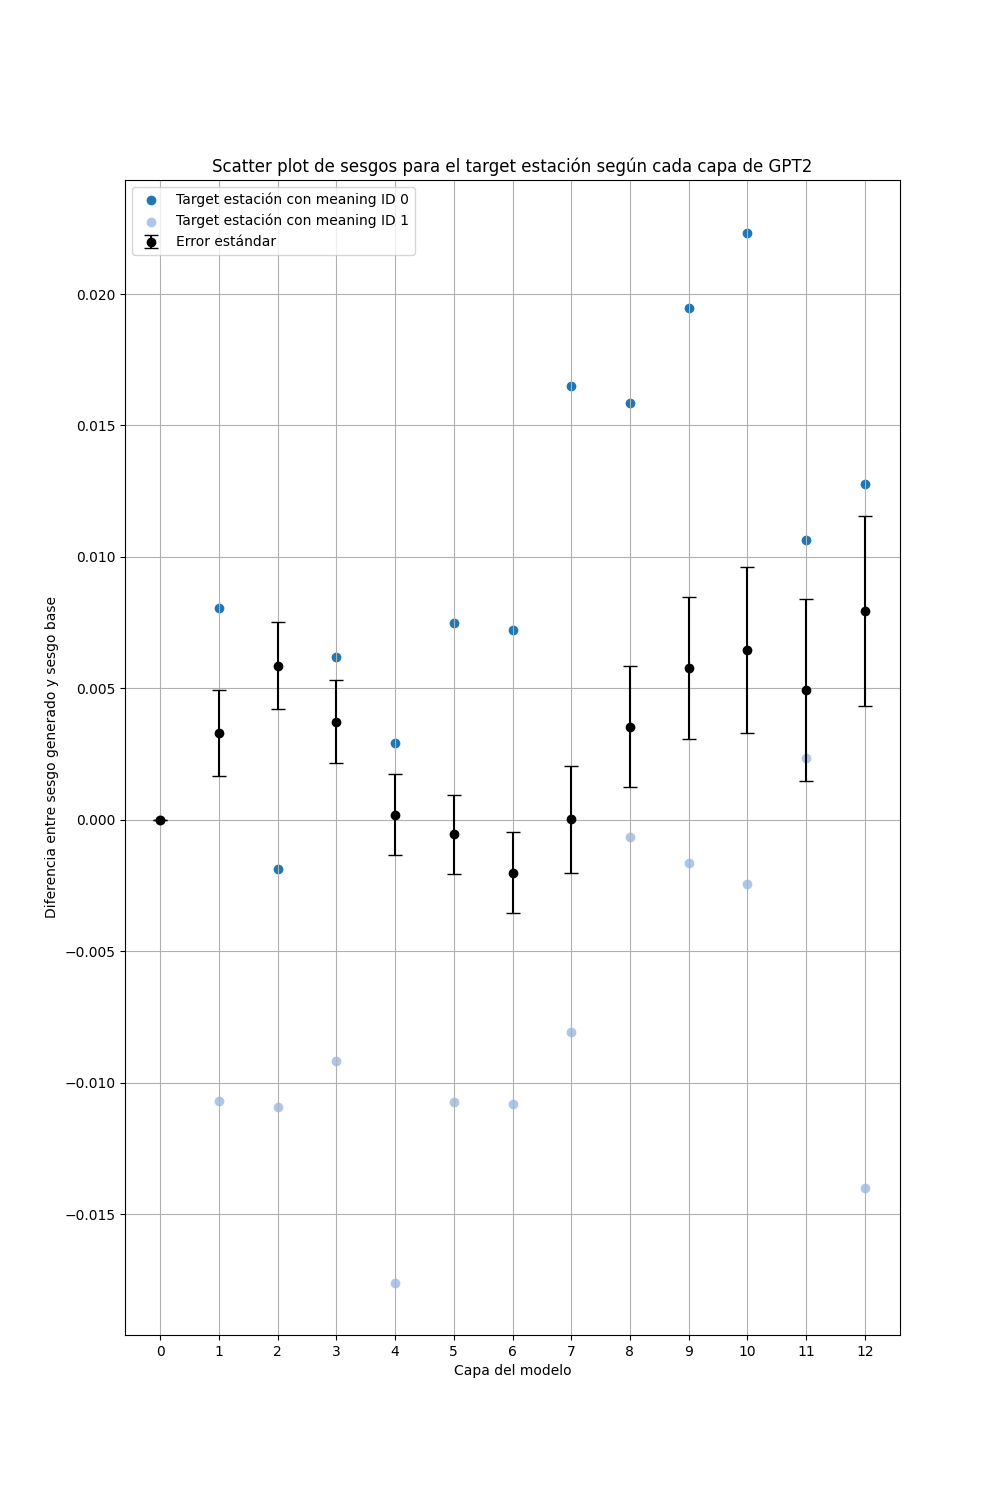 Scatter plot de sesgos para el target estación según cada capa de GPT2
Target estación con meaning ID 0
Target estación con meaning ID 1
Error estándar
0.020
0.015
0.010
0.005
0.000
−0.005
−0.010
−0.015
Diferencia entre sesgo generado y sesgo base
0 1 2 3 4 5 6 7 8 9 10 11 12
Capa del modelo